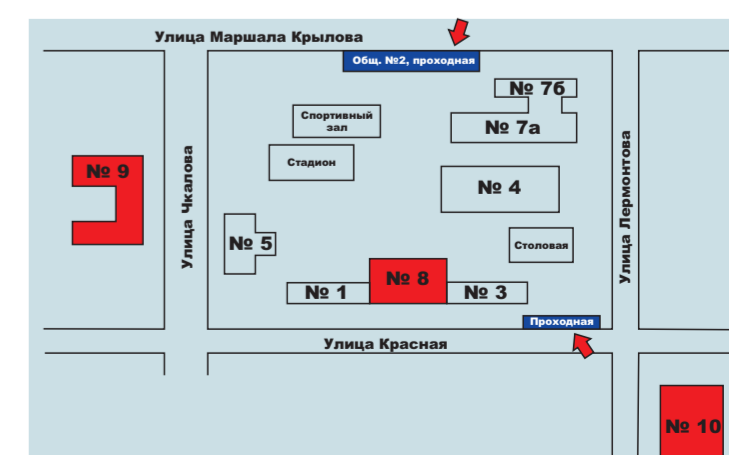 Улица Маршала Крылова
Общ. №2, проходная
№ 7б
Спортивный
зал
№ 7а
Стадион
№ 9
Улица Чкалова
№ 4
Улица Лермонтова
№ 5
Столовая
№ 8
№ 1
№ 3
Проходная
Улица Красная
№ 10